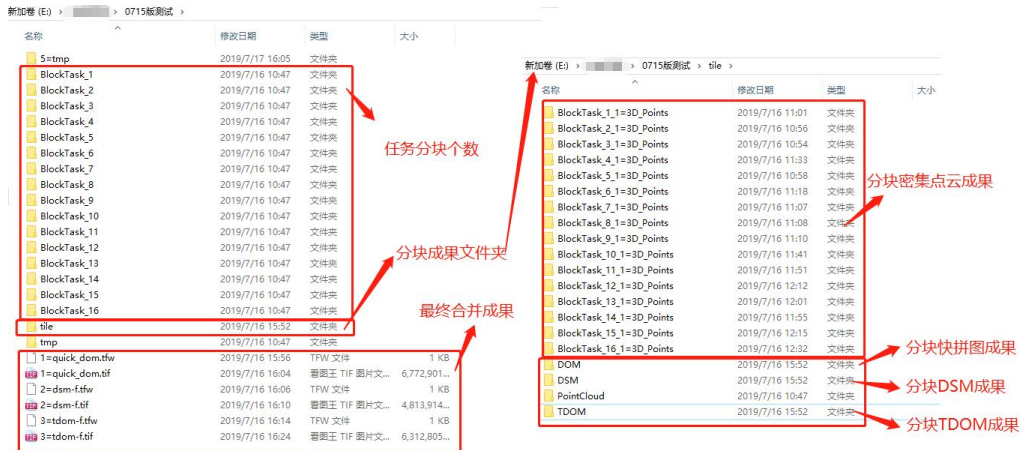 新加卷 (E:) › › 0715版测试 ›
名称 修改日期 类型 大小
5=tmp 2019/7/17 16:05 文件夹
BlockTask_1 2019/7/16 10:47 文件夹
BlockTask_2 2019/7/16 10:47 文件夹
BlockTask_3 2019/7/16 10:47 文件夹
BlockTask_4 2019/7/16 10:47 文件夹
BlockTask_5 2019/7/16 10:47 文件夹
BlockTask_6 2019/7/16 10:47 文件夹
BlockTask_7 2019/7/16 10:47 文件夹
BlockTask_8 2019/7/16 10:47 文件夹
BlockTask_9 2019/7/16 10:47 文件夹
BlockTask_10 2019/7/16 10:47 文件夹
BlockTask_11 2019/7/16 10:47 文件夹
BlockTask_12 2019/7/16 10:47 文件夹
BlockTask_13 2019/7/16 10:47 文件夹
BlockTask_14 2019/7/16 10:47 文件夹
BlockTask_15 2019/7/16 10:47 文件夹
BlockTask_16 2019/7/16 10:47 文件夹
tile 2019/7/16 15:52 文件夹
tmp 2019/7/16 10:47 文件夹
1=quick_dom.tfw 2019/7/16 15:56 TFW 文件 1 KB
1=quick_dom.tif 2019/7/16 16:04 看图王 TIF 图片文... 6,772,901...
2=dsm-f.tfw 2019/7/16 16:06 TFW 文件 1 KB
2=dsm-f.tif 2019/7/16 16:10 看图王 TIF 图片文... 4,813,914...
3=tdom-f.tfw 2019/7/16 16:14 TFW 文件 1 KB
3=tdom-f.tif 2019/7/16 16:24 看图王 TIF 图片文... 6,312,805...
任务分块个数
分块成果文件夹
最终合并成果
新加卷 (E:) › › 0715版测试 › tile ›
名称 修改日期 类型 大小
BlockTask_1_1=3D_Points 2019/7/16 11:01 文件夹
BlockTask_2_1=3D_Points 2019/7/16 10:56 文件夹
BlockTask_3_1=3D_Points 2019/7/16 10:54 文件夹
BlockTask_4_1=3D_Points 2019/7/16 11:33 文件夹
BlockTask_5_1=3D_Points 2019/7/16 10:58 文件夹
BlockTask_6_1=3D_Points 2019/7/16 11:18 文件夹
BlockTask_7_1=3D_Points 2019/7/16 11:07 文件夹
BlockTask_8_1=3D_Points 2019/7/16 11:08 文件夹
BlockTask_9_1=3D_Points 2019/7/16 11:10 文件夹
BlockTask_10_1=3D_Points 2019/7/16 11:41 文件夹
BlockTask_11_1=3D_Points 2019/7/16 11:51 文件夹
BlockTask_12_1=3D_Points 2019/7/16 12:12 文件夹
BlockTask_13_1=3D_Points 2019/7/16 12:01 文件夹
BlockTask_14_1=3D_Points 2019/7/16 11:55 文件夹
BlockTask_15_1=3D_Points 2019/7/16 12:15 文件夹
BlockTask_16_1=3D_Points 2019/7/16 12:32 文件夹
DOM 2019/7/16 15:52 文件夹
DSM 2019/7/16 15:52 文件夹
PointCloud 2019/7/16 10:47 文件夹
TDOM 2019/7/16 15:52 文件夹
分块密集点云成果
分块快拼图成果
分块DSM成果
分块TDOM成果